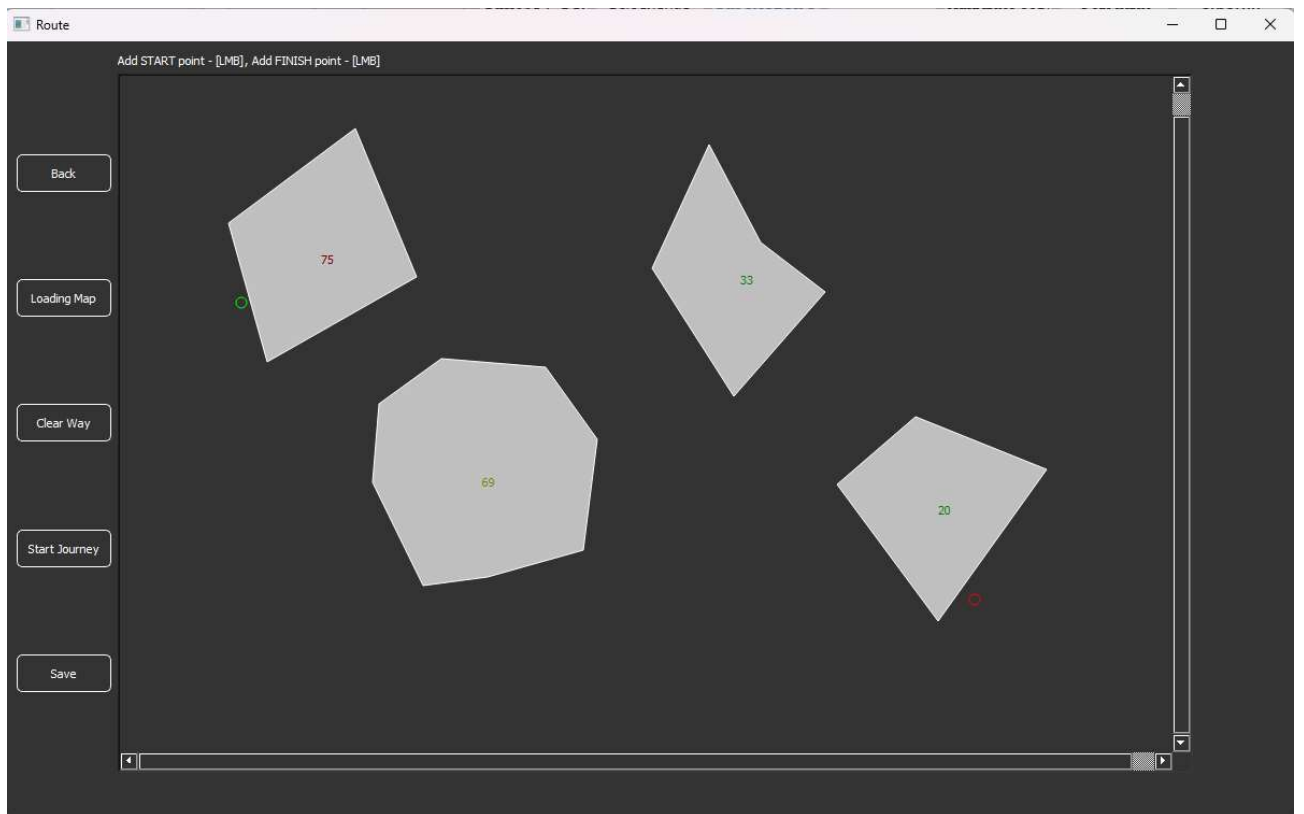 Route
Add START point - [LMB], Add FINISH point - [LMB]
Back
75
33
Loading Map
Clear Way
69
20
Start Journey
Save